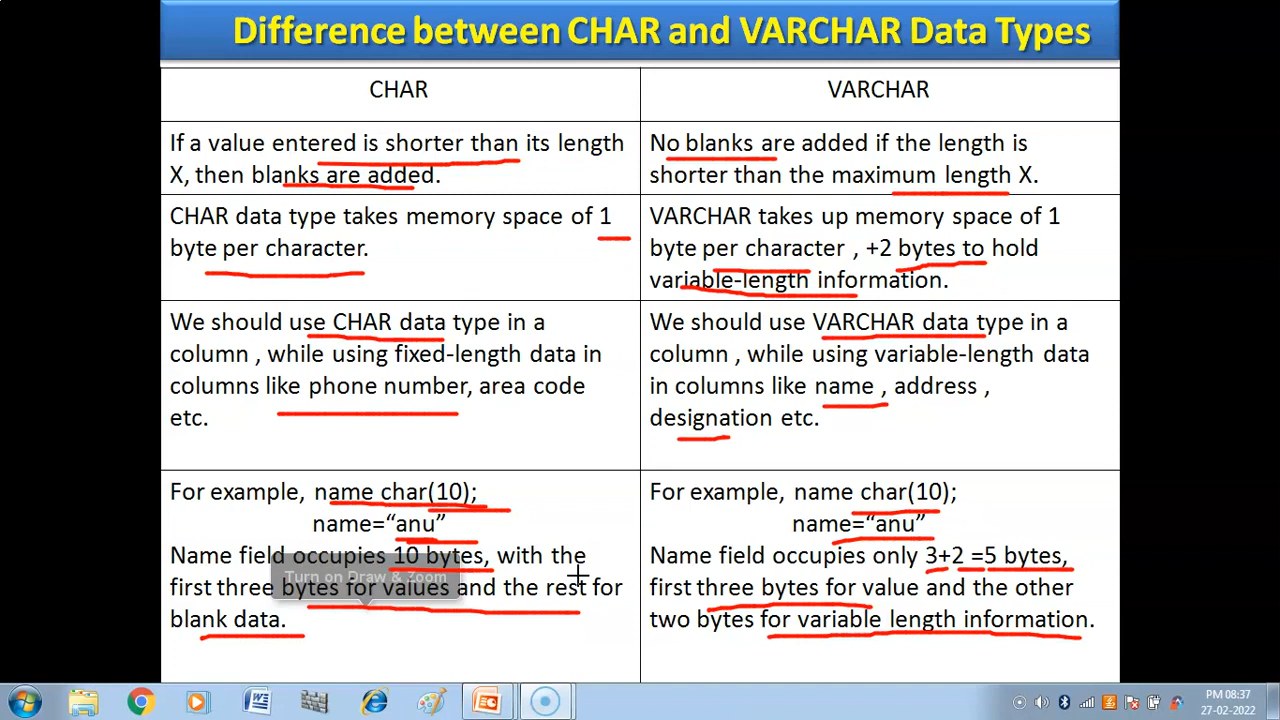 Difference between CHAR and VARCHAR Data Types
CHAR
VARCHAR
If a value entered is shorter than its length
X, then blanks are added.
No blanks are added if the length is
shorter than the maximum length X.
CHAR data type takes memory space of 1
byte per character.
VARCHAR takes up memory space of 1
byte per character , +2 bytes to hold
variable-length information.
We should use CHAR data type in a
column , while using fixed-length data in
columns like phone number, area code
etc.
We should use VARCHAR data type in a
column , while using variable-length data
in columns like name , address ,
designation etc.
For example, name char(10);
name=“anu”
Name field occupies 10 bytes, with the
first three bytes for values and the rest for
blank data.
Turn on Draw & Zoom
For example, name char(10);
name=“anu”
Name field occupies only 3+2 =5 bytes,
first three bytes for value and the other
two bytes for variable length information.
PM 08:37
27-02-2022